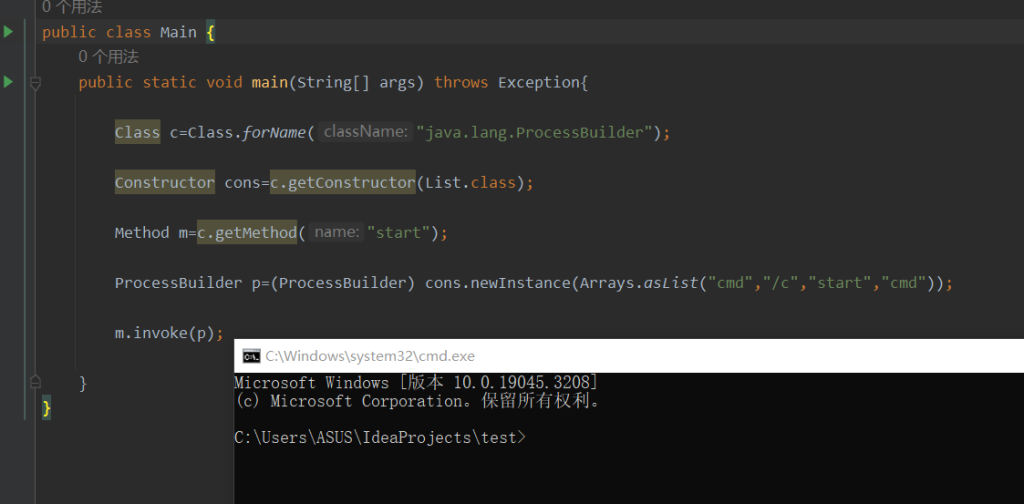 0 个用法
public class Main {
0 个用法
public static void main(String[] args) throws Exception{
Class c=Class.forName( className: "java.lang.ProcessBuilder");
Constructor cons=c.getConstructor(List.class);
Method m=c.getMethod( name: "start");
ProcessBuilder p=(ProcessBuilder) cons.newInstance(Arrays.asList("cmd","/c","start","cmd"));
m.invoke(p);
C:\Windows\system32\cmd.exe
Microsoft Windows [版本 10.0.19045.3208]
(c) Microsoft Corporation。保留所有权利。
}
}
C:\Users\ASUS\IdeaProjects\test>